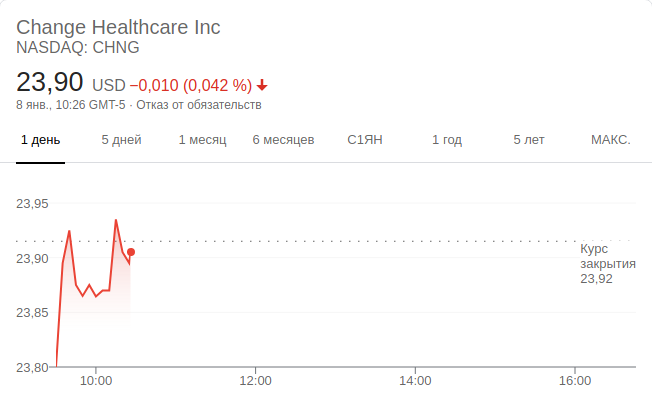 Change Healthcare Inc
NASDAQ: CHNG
23,90 USD −0,010 (0,042 %)
8 янв., 10:26 GMT-5 · Отказ от обязательств
1 день 5 дней 1 месяц 6 месяцев С1ЯН 1 год 5 лет МАКС.
23,95
Курс
закрытия
23,92
23,90
23,85
23,80
10:00 12:00 14:00 16:00